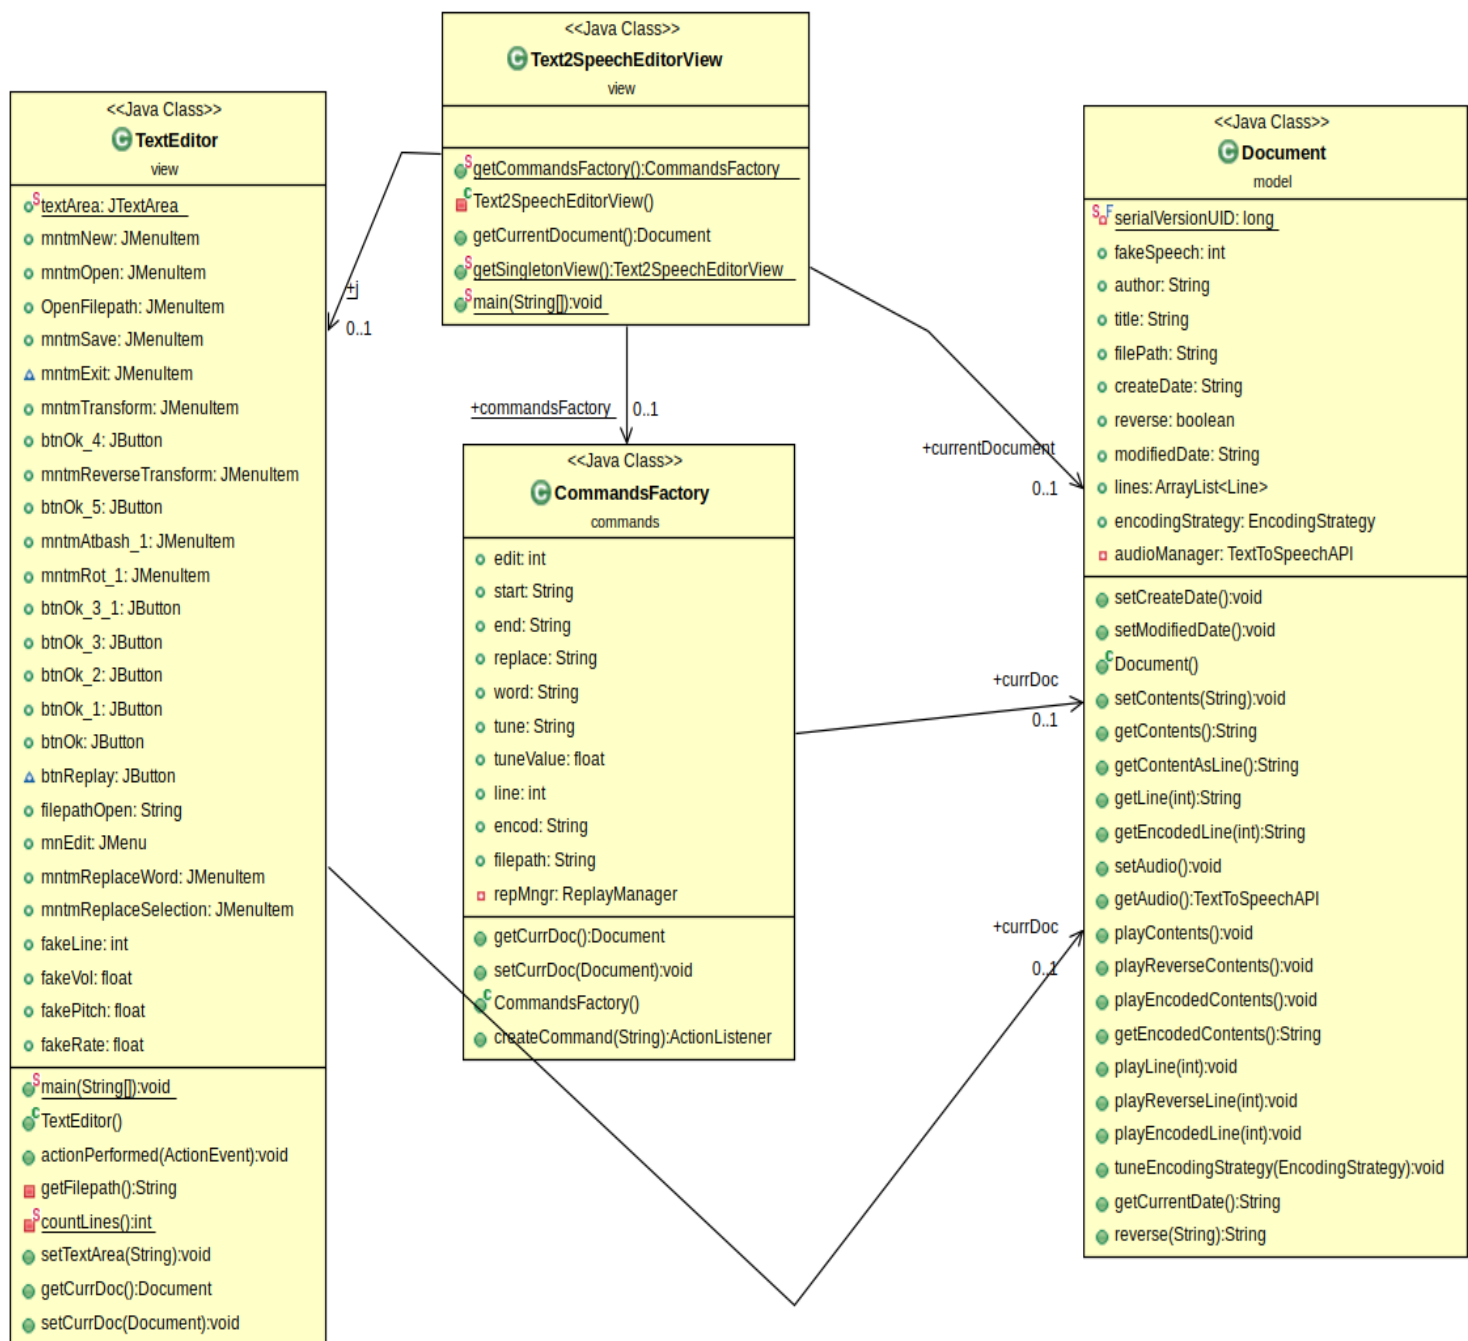 <<Java Class>>
Text2SpeechEditorView
view
getCommandsFactory():CommandsFactory
Text2SpeechEditorView()
getCurrentDocument():Document
getSingletonView():Text2SpeechEditorView
main(String[]):void
<<Java Class>>
TextEditor
view
textArea: JTextArea
mntmNew: JMenuItem
mntmOpen: JMenuItem
OpenFilepath: JMenuItem
mntmSave: JMenuItem
mntmExit: JMenuItem
mntmTransform: JMenuItem
btnOk_4: JButton
mntmReverseTransform: JMenuItem
btnOk_5: JButton
mntmAtbash_1: JMenuItem
mntmRot_1: JMenuItem
btnOk_3_1: JButton
btnOk_3: JButton
btnOk_2: JButton
btnOk_1: JButton
btnOk: JButton
btnReplay: JButton
filepathOpen: String
mnEdit: JMenu
mntmReplaceWord: JMenuItem
mntmReplaceSelection: JMenuItem
fakeLine: int
fakeVol: float
fakePitch: float
fakeRate: float
main(String[]):void
TextEditor()
actionPerformed(ActionEvent):void
getFilepath():String
countLines():int
setTextArea(String):void
getCurrDoc():Document
setCurrDoc(Document):void
+j
0..1
+commandsFactory
0..1
<<Java Class>>
CommandsFactory
commands
edit: int
start: String
end: String
replace: String
word: String
tune: String
tuneValue: float
line: int
encod: String
filepath: String
repMngr: ReplayManager
getCurrDoc():Document
setCurrDoc(Document):void
CommandsFactory()
createCommand(String):ActionListener
+currentDocument
0..1
+currDoc
0..1
+currDoc
0..1
<<Java Class>>
Document
model
serialVersionUID: long
fakeSpeech: int
author: String
title: String
filePath: String
createDate: String
reverse: boolean
modifiedDate: String
lines: ArrayList<Line>
encodingStrategy: EncodingStrategy
audioManager: TextToSpeechAPI
setCreateDate():void
setModifiedDate():void
Document()
setContents(String):void
getContents():String
getContentAsLine():String
getLine(int):String
getEncodedLine(int):String
setAudio():void
getAudio():TextToSpeechAPI
playContents():void
playReverseContents():void
playEncodedContents():void
getEncodedContents():String
playLine(int):void
playReverseLine(int):void
playEncodedLine(int):void
tuneEncodingStrategy(EncodingStrategy):void
getCurrentDate():String
reverse(String):String